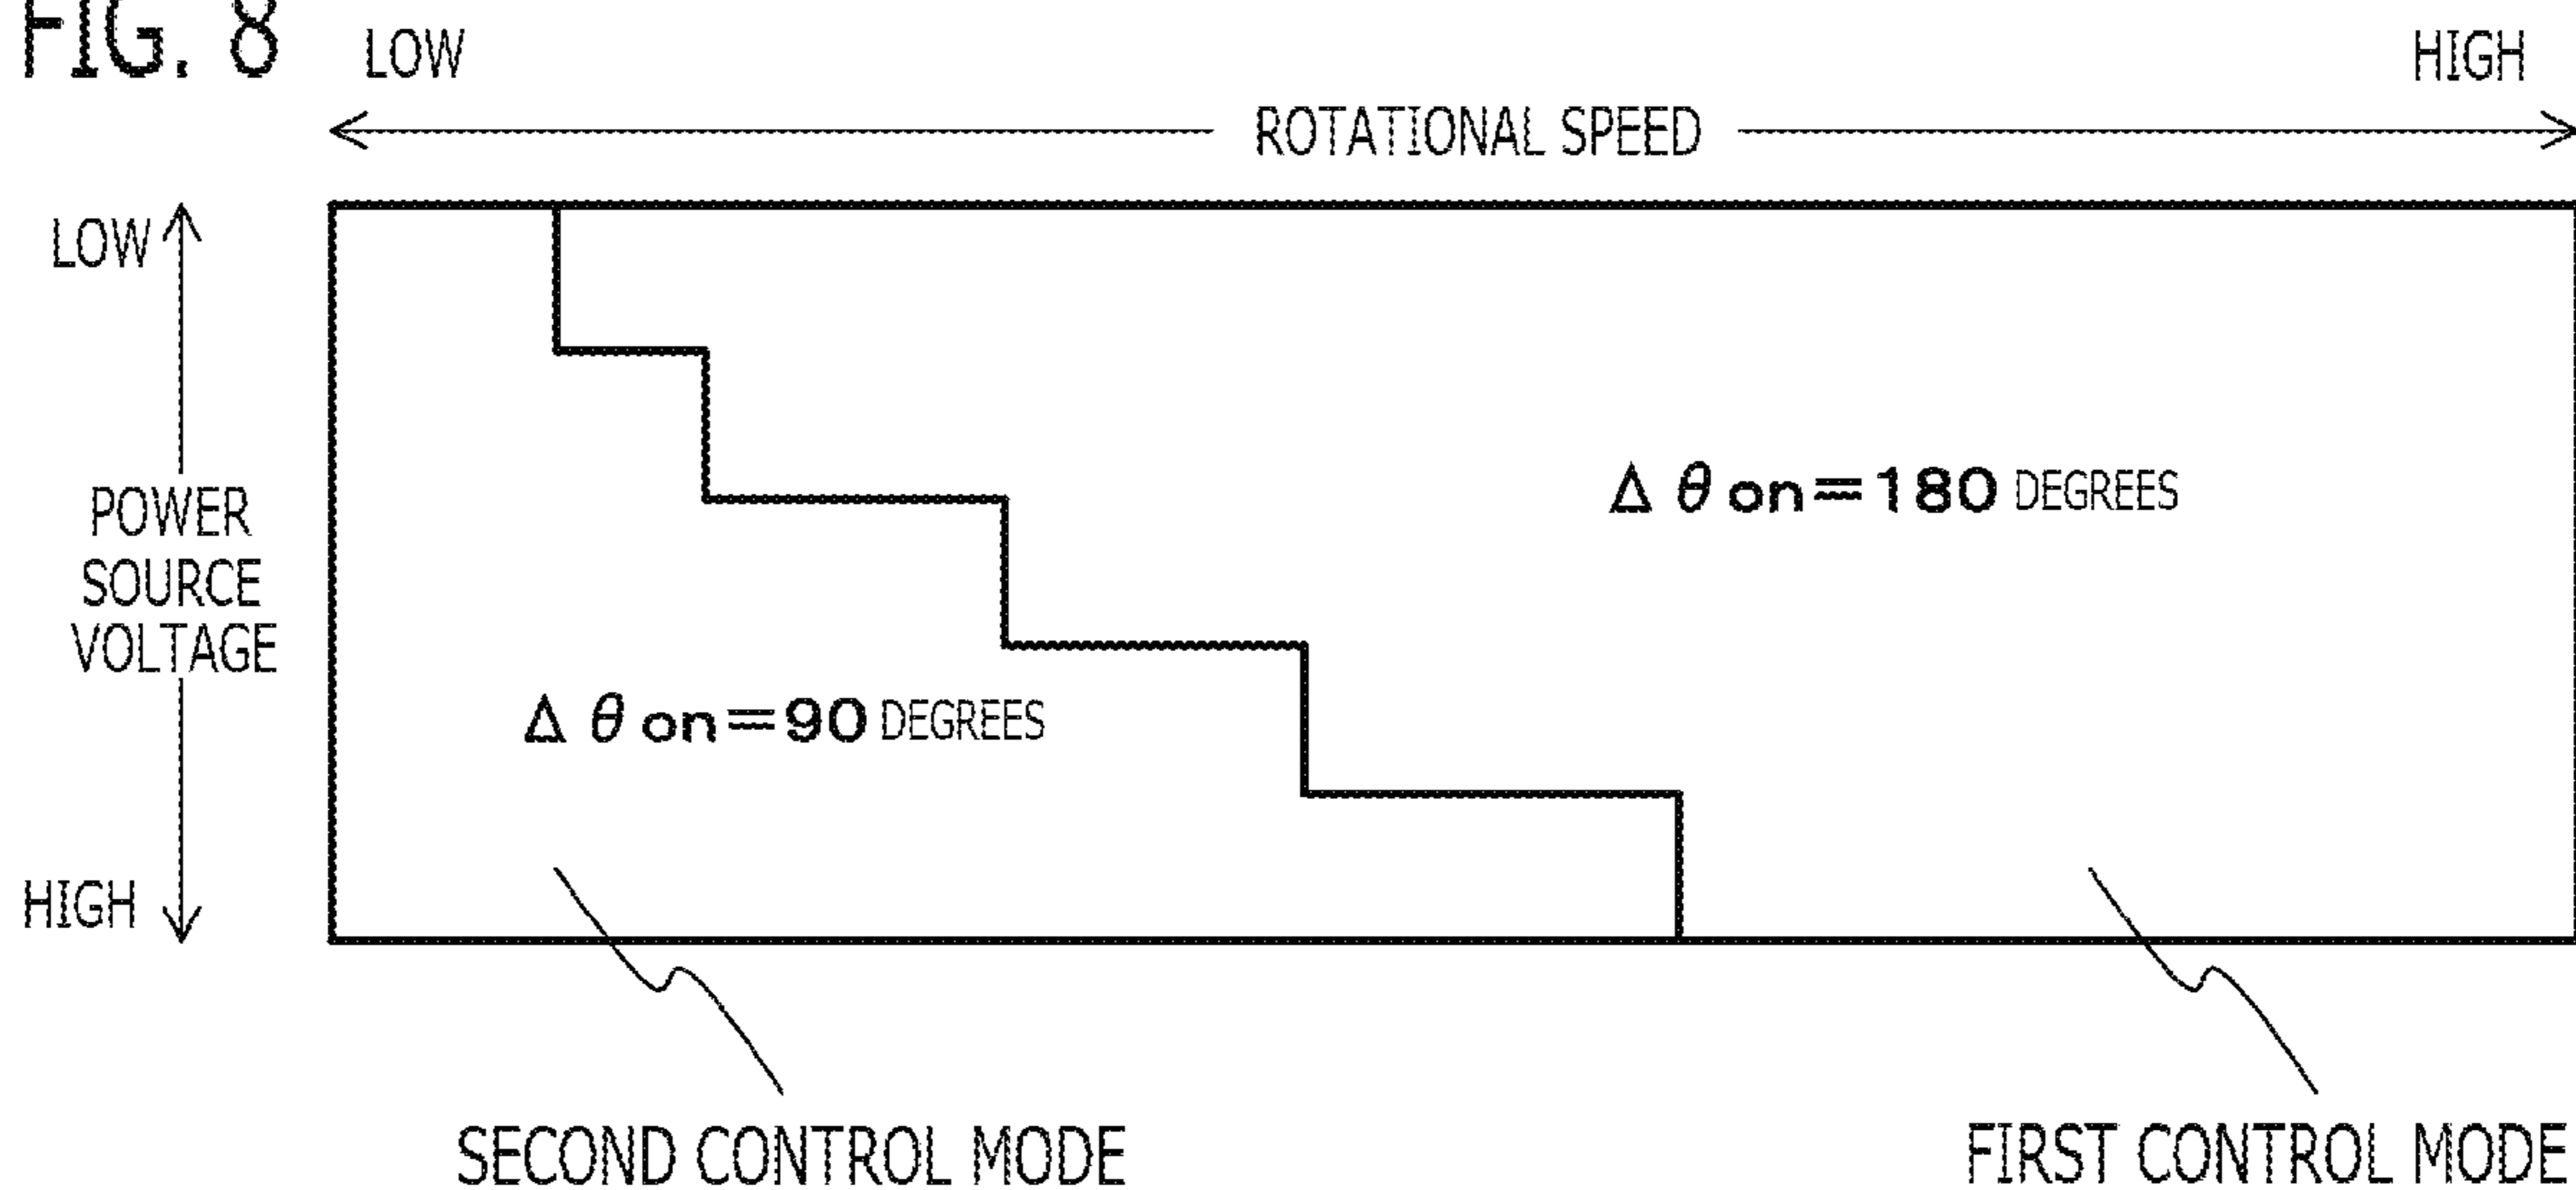 FIG. 8
LOW
HIGH
ROTATIONAL SPEED
LOW
POWER
SOURCE
VOLTAGE
HIGH
Δ θ on=180 DEGREES
Δ θ on=90 DEGREES
SECOND CONTROL MODE
FIRST CONTROL MODE